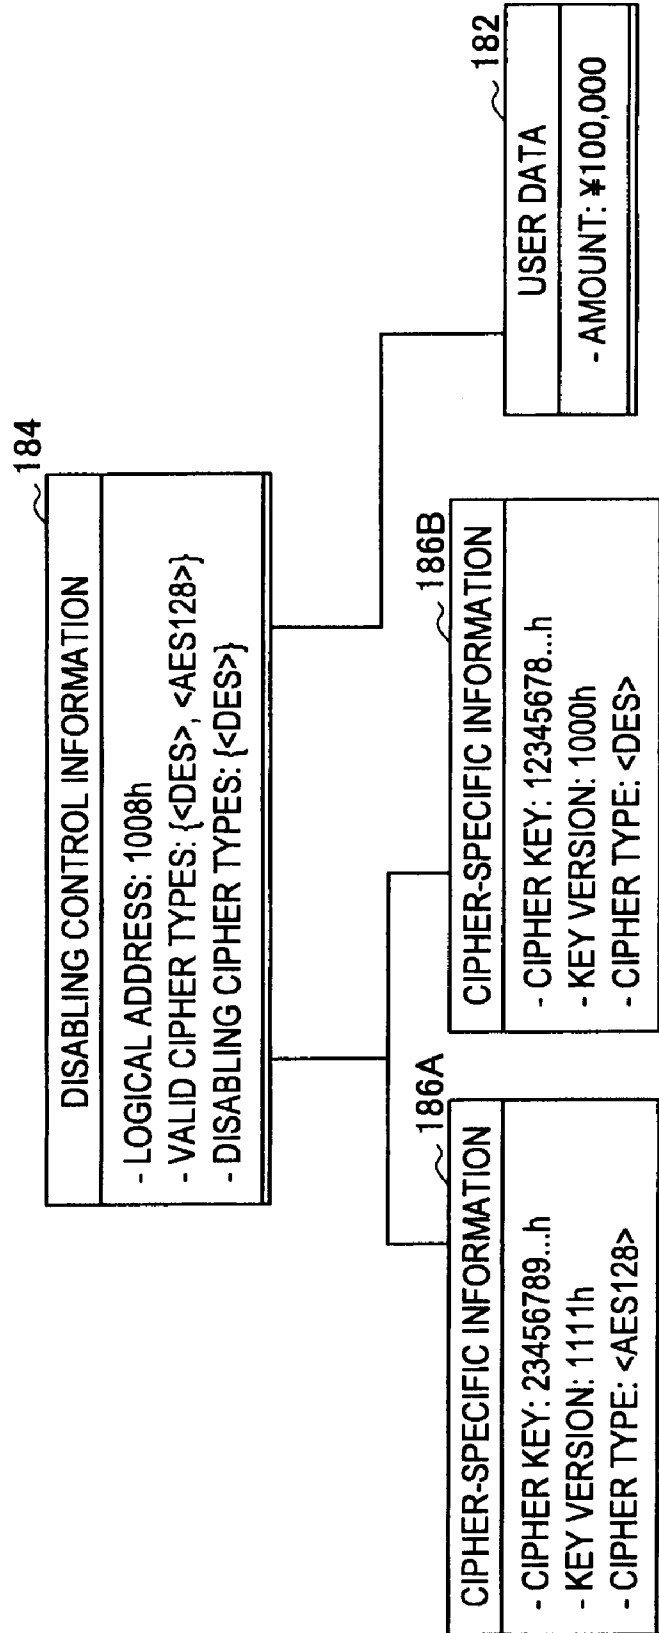 184
DISABLING CONTROL INFORMATION
- LOGICAL ADDRESS: 1008h
- VALID CIPHER TYPES: {<DES>, <AES128>}
- DISABLING CIPHER TYPES: {<DES>}
186A
CIPHER-SPECIFIC INFORMATION
- CIPHER KEY: 23456789...h
- KEY VERSION: 1111h
- CIPHER TYPE: <AES128>
186B
CIPHER-SPECIFIC INFORMATION
- CIPHER KEY: 12345678...h
- KEY VERSION: 1000h
- CIPHER TYPE: <DES>
182
USER DATA
- AMOUNT: ¥100,000